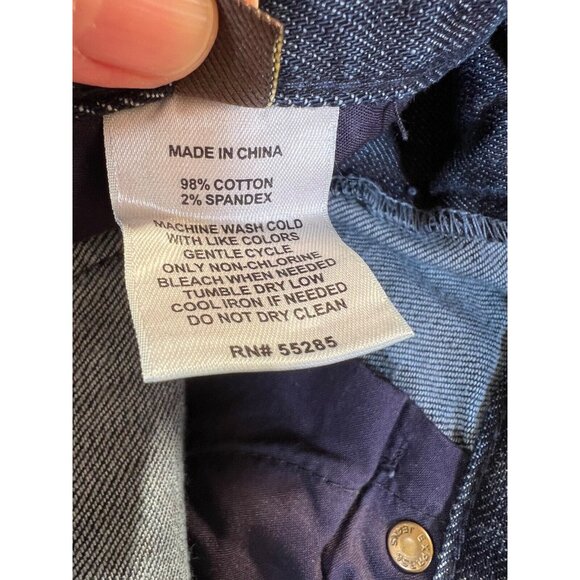 MADE IN CHINA
98% COTTON
2% SPANDEX
MACHINE WASH COLD
WITH LIKE COLORS
GENTLE CYCLE
ONLY NON-CHLORINE
BLEACH WHEN NEEDED
TUMBLE DRY LOW
COOL IRON IF NEEDED
DO NOT DRY CLEAN
RN# 55285
JEANS